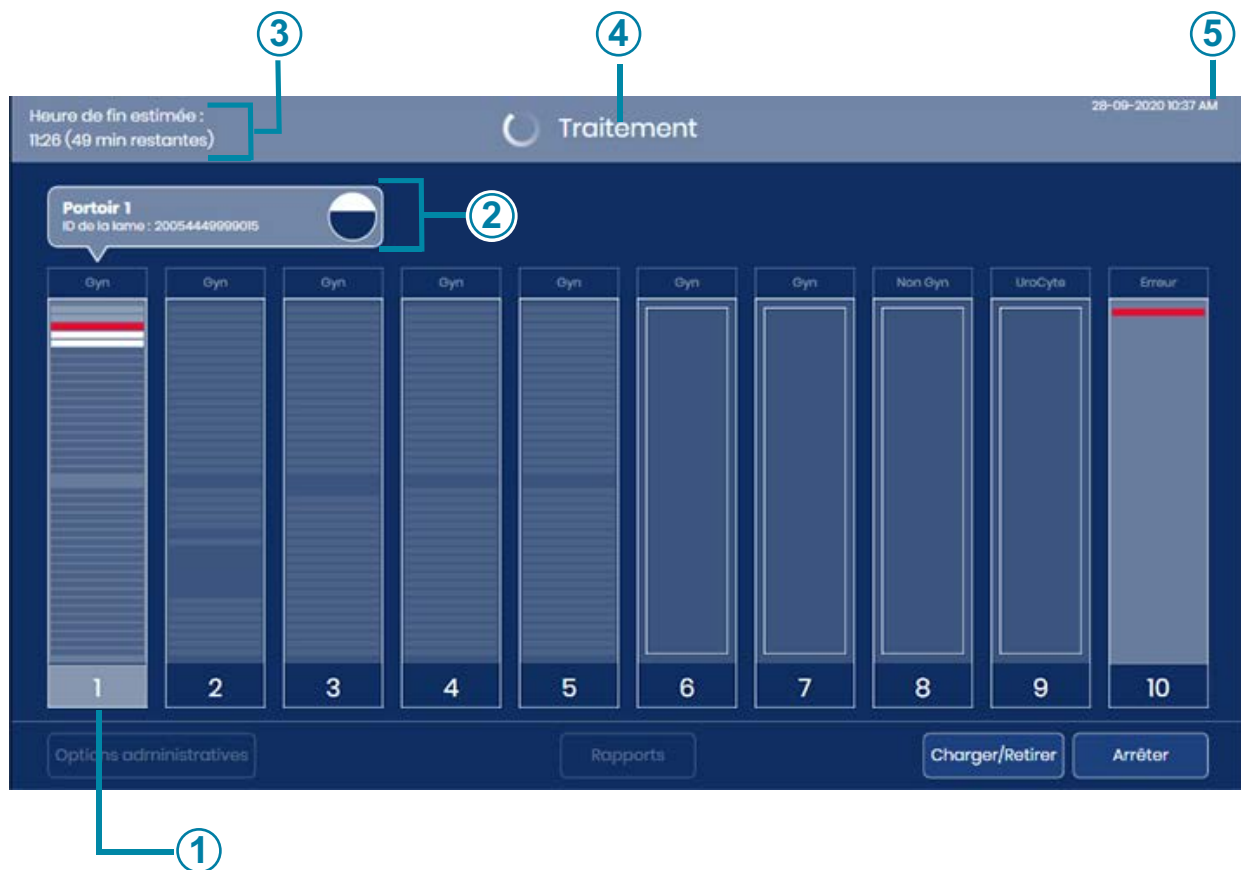 3
4
5
Heure de fin estimée :
11:26 (49 min restantes)
Traitement
28-09-2020 10:37 AM
Portoir 1
ID de la lame : 20054449999015
2
Gyn
Gyn
Gyn
Gyn
Gyn
Gyn
Gyn
Non Gyn
UroCyte
Erreur
1
2
3
4
5
6
7
8
9
10
Options administratives
Rapports
Charger/Retirer
Arrêter
1